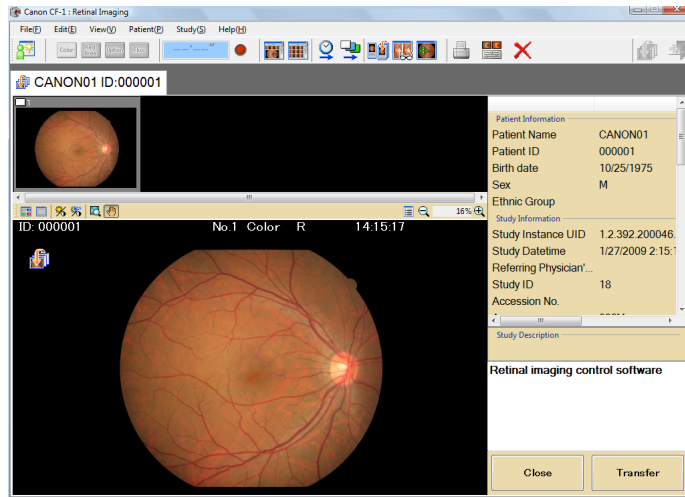 Canon CF-1 : Retinal Imaging
File(F) Edit(E) View(V) Patient(P) Study(S) Help(H)
Color Red Free
CANON01 ID:000001
1
Patient Information
Patient Name CANON01
Patient ID 000001
Birth date 10/25/1975
Sex M
Ethnic Group
Study Information
Study Instance UID 1.2.392.200046.
Study Datetime 1/27/2009 2:15:1
Referring Physician'...
Study ID 18
Accession No.
16%
ID: 000001 No.1 Color R 14:15:17
Study Description
Retinal imaging control software
Close Transfer